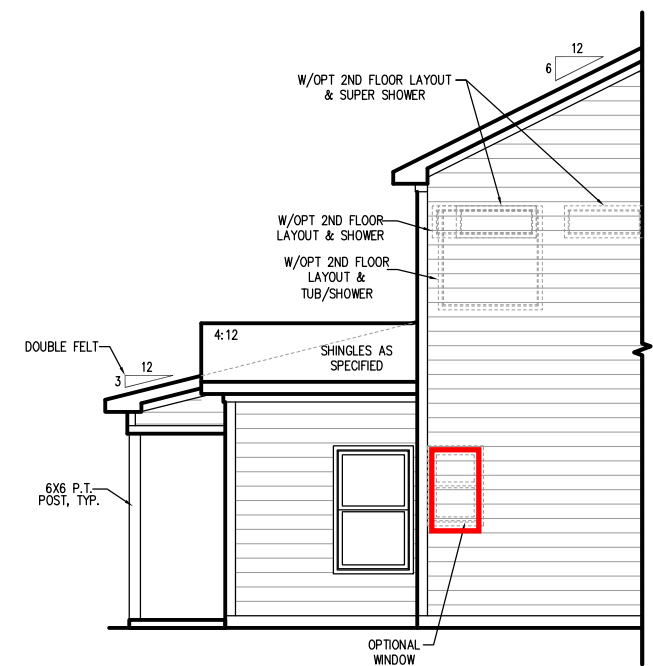 12
6
W/OPT 2ND FLOOR LAYOUT
& SUPER SHOWER
W/OPT 2ND FLOOR
LAYOUT & SHOWER
W/OPT 2ND FLOOR
LAYOUT &
TUB/SHOWER
4:12
DOUBLE FELT
12
3
SHINGLES AS
SPECIFIED
6X6 P.T.
POST, TYP.
OPTIONAL
WINDOW